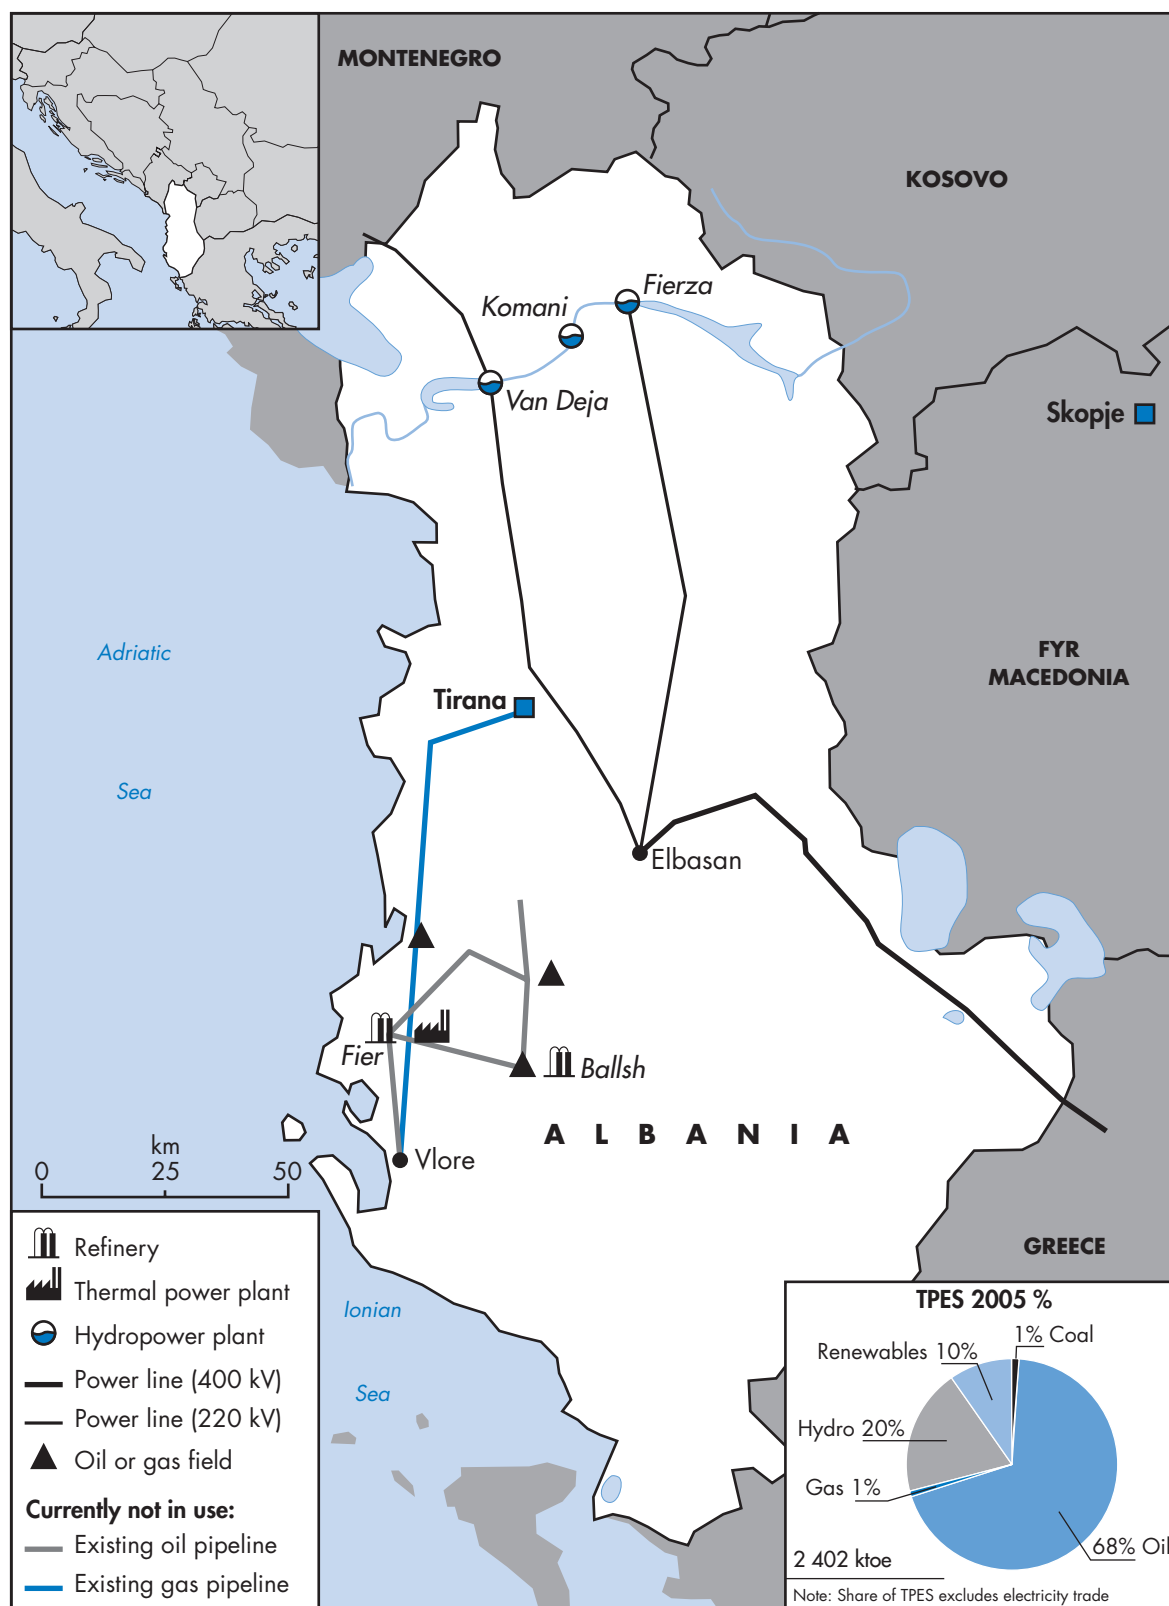 MONTENEGRO
KOSOVO
Fierza
Komani
Van Deja
Skopje
Adriatic
Sea
FYR
MACEDONIA
Tirana
Elbasan
Fier
Ballsh
ALBANIA
Vlore
km
0 25 50
GREECE
Ionian
Sea
Refinery
Thermal power plant
Hydropower plant
Power line (400 kV)
Power line (220 kV)
Oil or gas field
Currently not in use:
Existing oil pipeline
Existing gas pipeline
TPES 2005 %
1% Coal
Renewables 10%
Hydro 20%
Gas 1%
68% Oil
2 402 ktoe
Note: Share of TPES excludes electricity trade